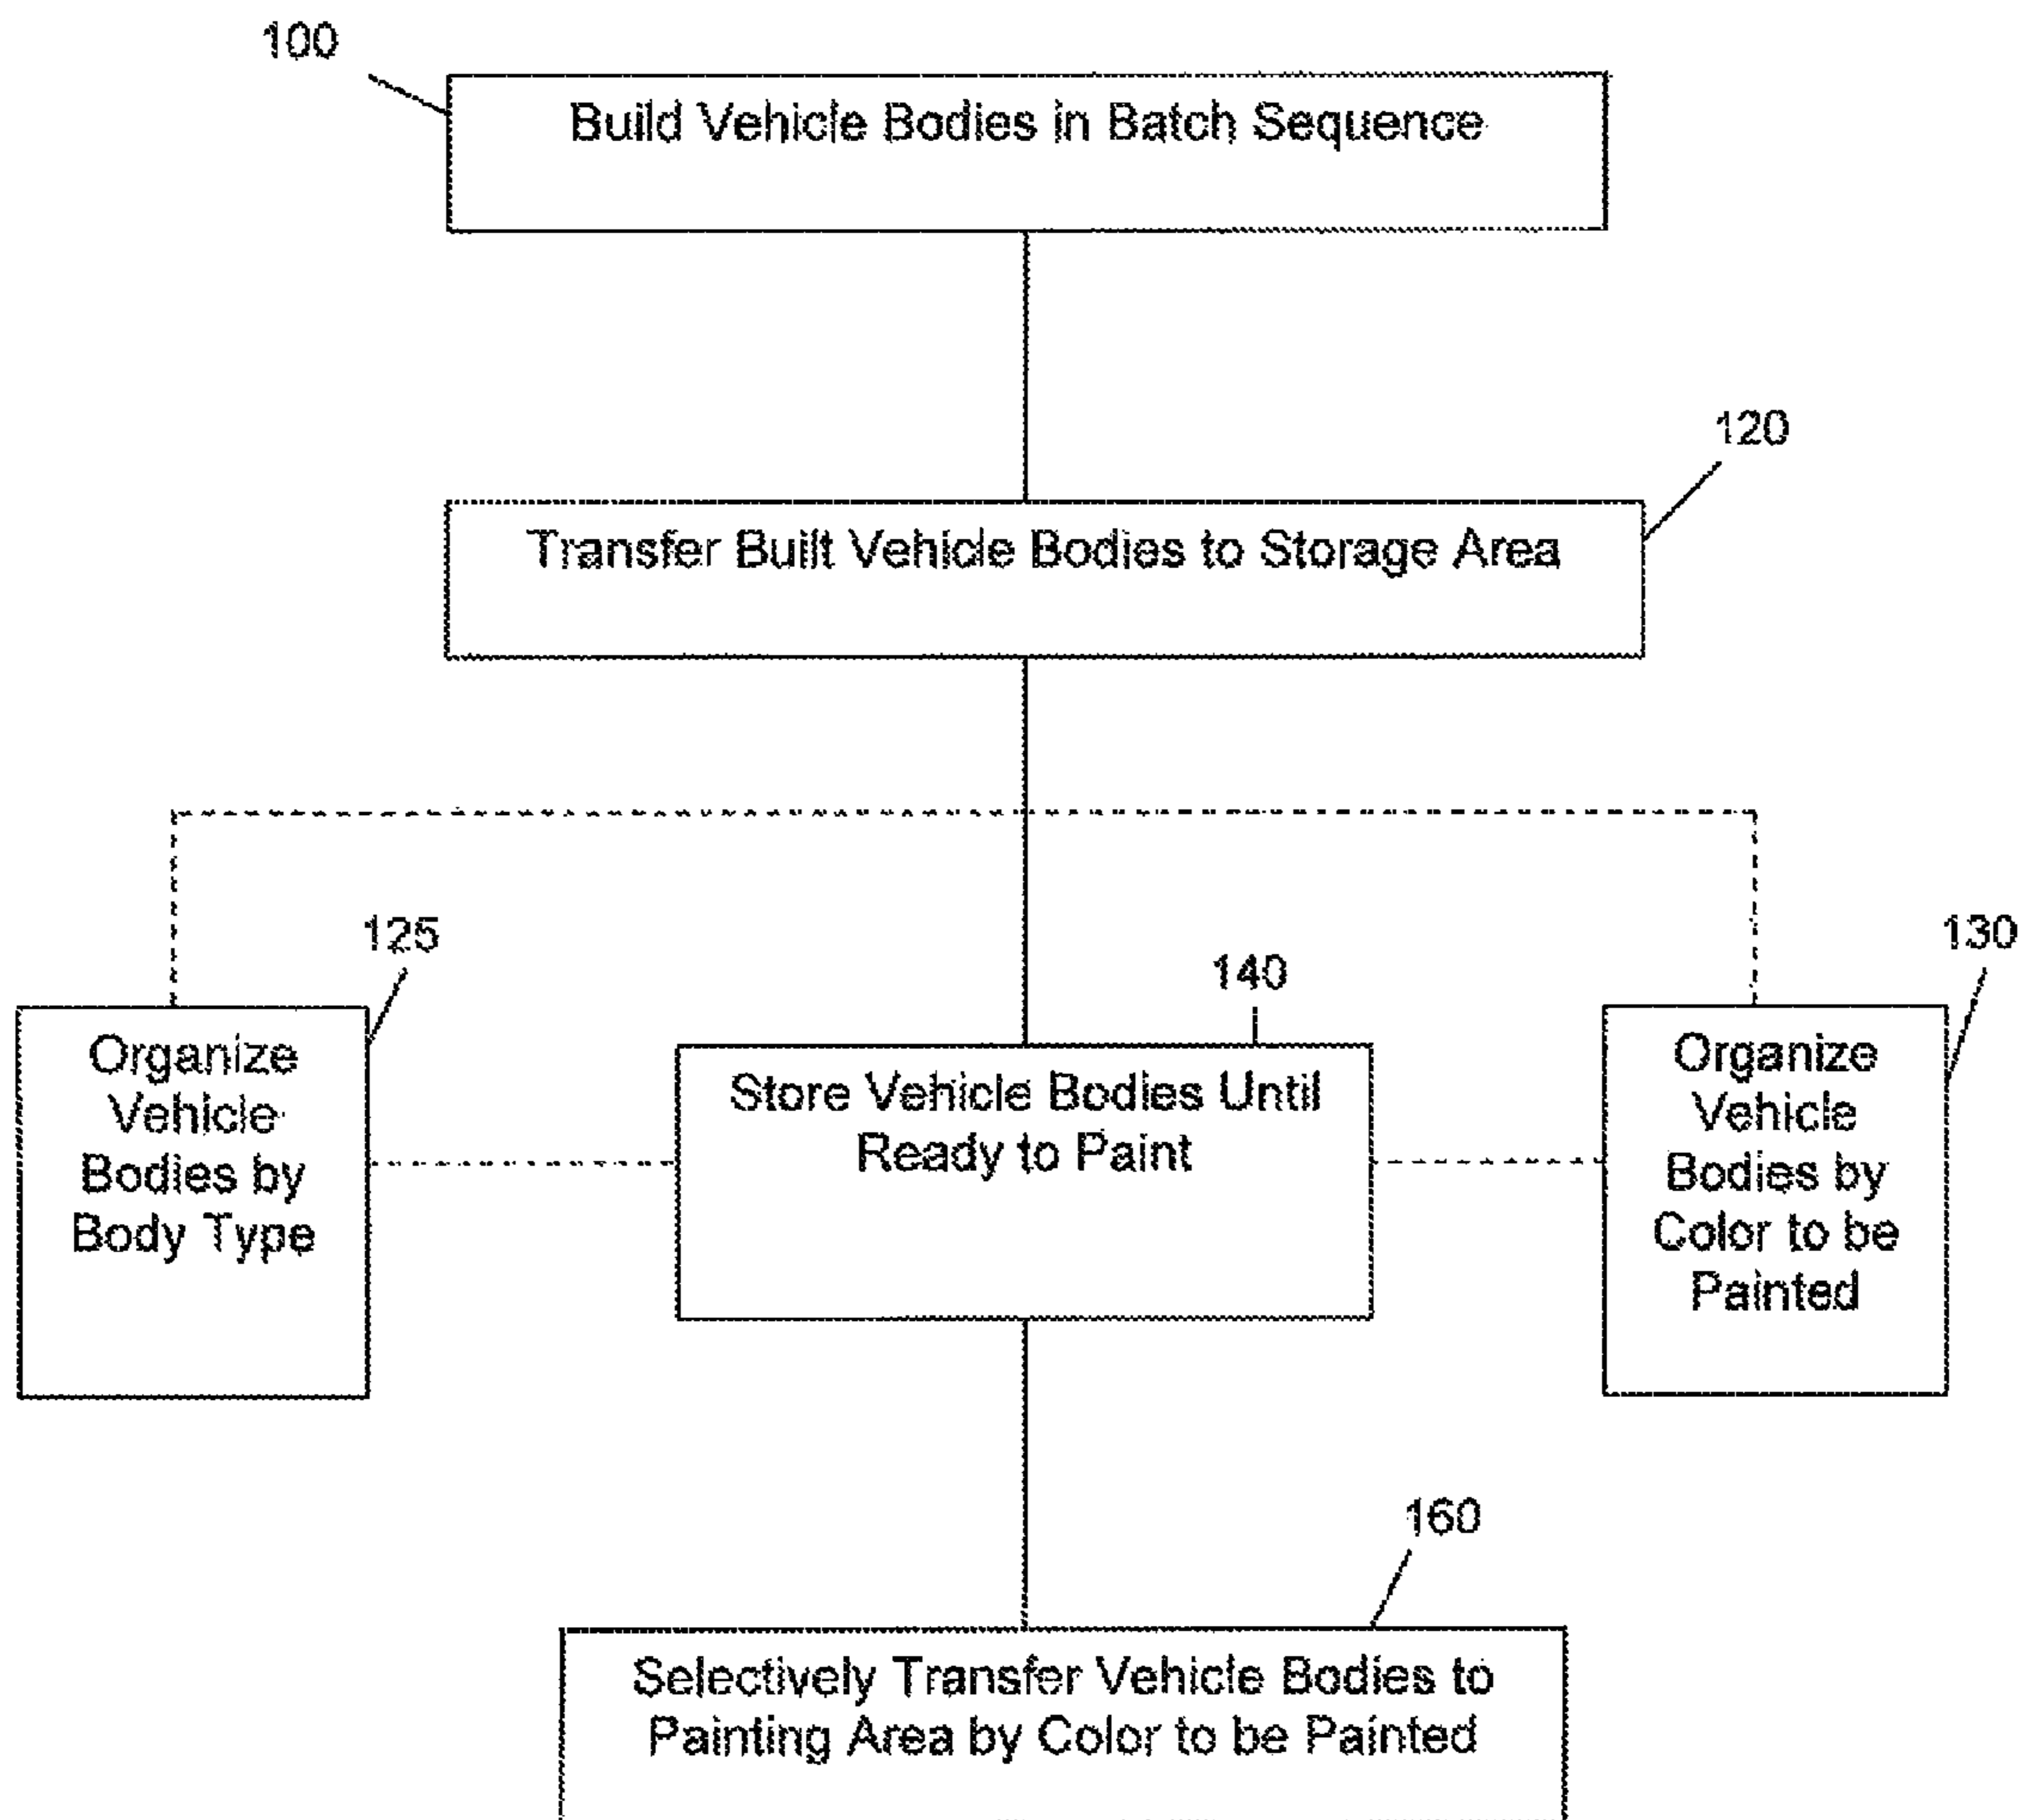 100
Build Vehicle Bodies in Batch Sequence
120
Transfer Built Vehicle Bodies to Storage Area
125
Organize
Vehicle
Bodies by
Body Type
140
Store Vehicle Bodies Until
Ready to Paint
130
Organize
Vehicle
Bodies by
Color to be
Painted
160
Selectively Transfer Vehicle Bodies to
Painting Area by Color to be Painted